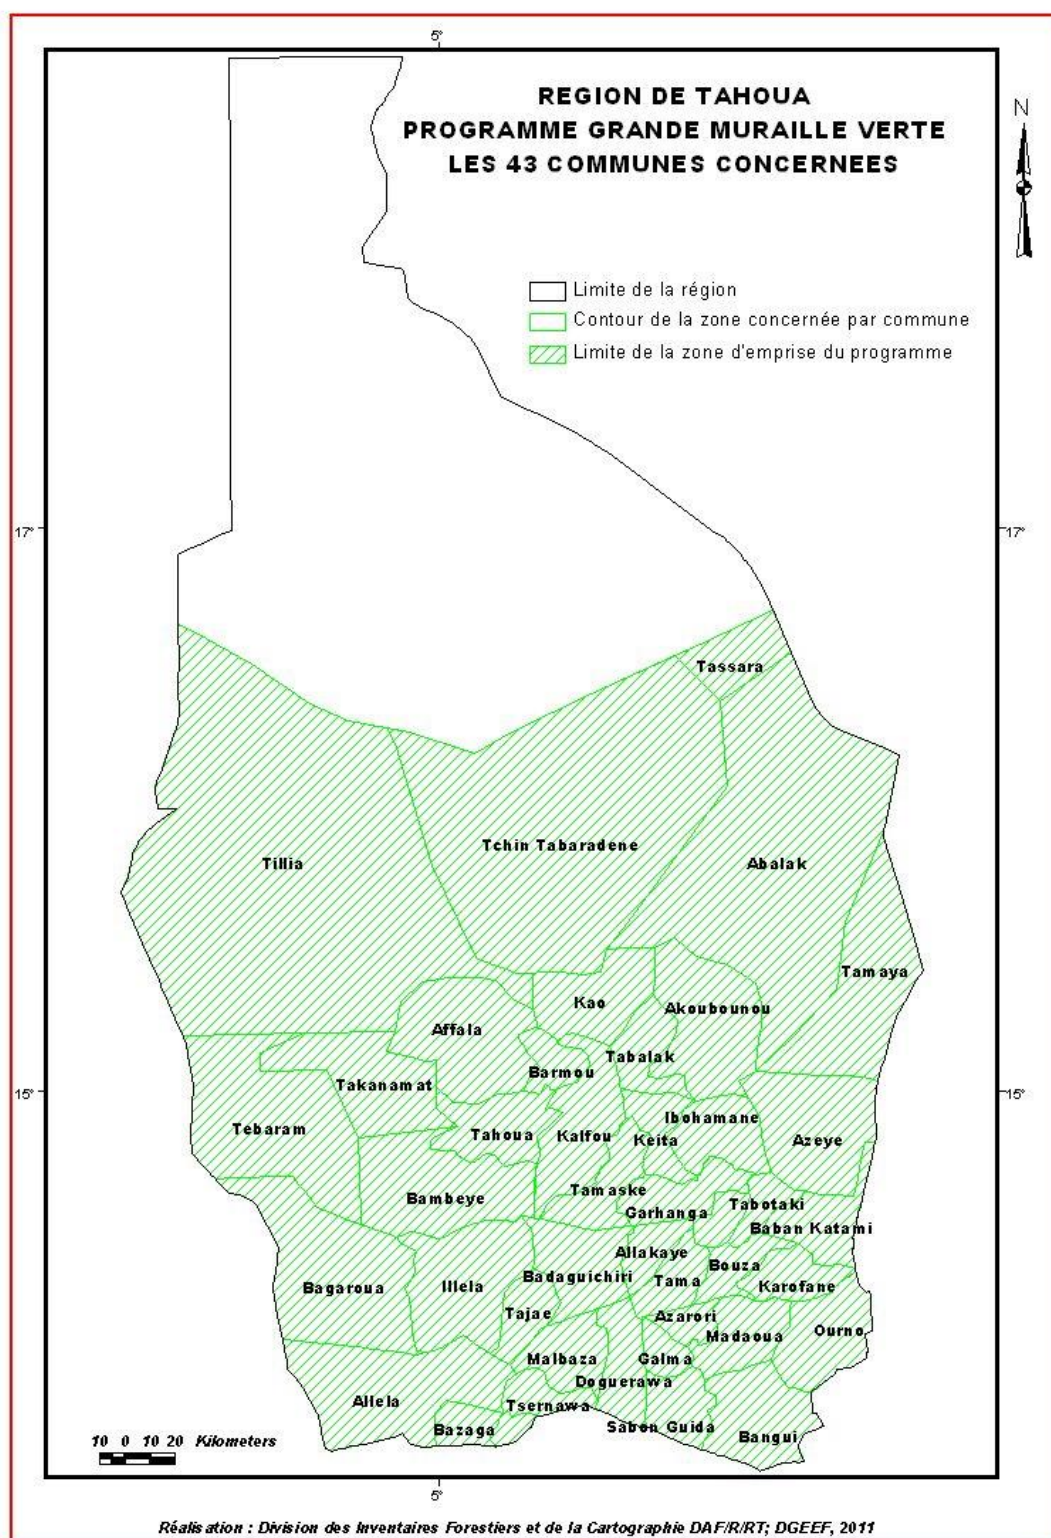 5°
REGION DE TAHOUA
PROGRAMME GRANDE MURAILLE VERTE
LES 43 COMMUNES CONCERNEES
N
Limite de la région
Contour de la zone concernée par commune
Limite de la zone d'emprise du programme
17°
17°
Tassara
Tchin Tabaradene
Tillia
Abalak
Tamaya
Kao
Akoubounou
Affala
Tabalak
Barmou
Takanamat
15°
15°
Ibohamane
Tebaram
Tahoua
Kalfou
Keita
Azeye
Tamaske
Bambeye
Tabotaki
Garhanga
Baban Katami
Allakaye
Bouza
Badaguichiri
Tama
Bagaroua
Illela
Karofane
Tajae
Azarori
Ourno
Madaoua
Malbaza
Galma
Doguerawa
Allela
Tsernawa
Sabon Guida
Bazaga
Bangui
10 0 10 20 Kilometers
5°
Réalisation : Division des Inventaires Forestiers et de la Cartographie DAF/R/RT; DGEEF, 2011